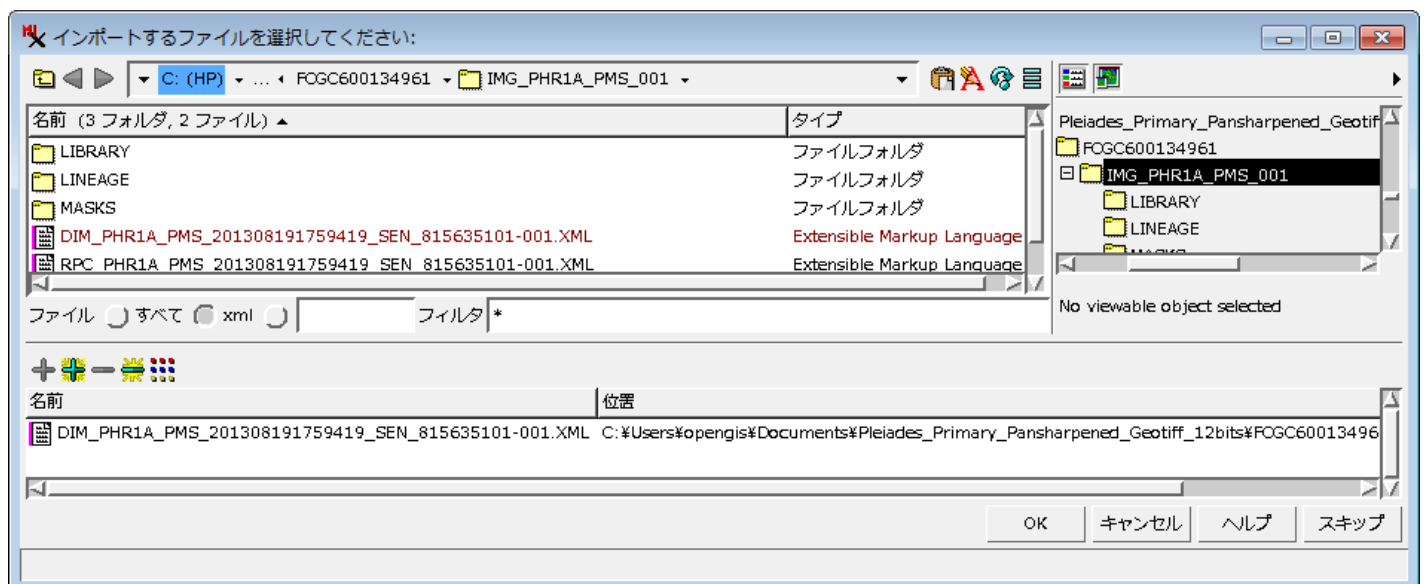 インポートするファイルを選択してください:
C: (HP) ... FCGC600134961 IMG_PHR1A_PMS_001
名前 (3 フォルダ, 2 ファイル) タイプ
LIBRARY ファイルフォルダ
LINEAGE ファイルフォルダ
MASKS ファイルフォルダ
DIM_PHR1A_PMS_201308191759419_SEN_815635101-001.XML Extensible Markup Language
RPC_PHR1A_PMS_201308191759419_SEN_815635101-001.XML Extensible Markup Language
ファイル すべて xml フィルタ *
Pleiades_Primary_Pansharpened_Geotif
FCGC600134961
IMG_PHR1A_PMS_001
LIBRARY
LINEAGE
No viewable object selected
名前 位置
DIM_PHR1A_PMS_201308191759419_SEN_815635101-001.XML C:¥Users¥opengis¥Documents¥Pleiades_Primary_Pansharpened_Geotiff_12bits¥FCGC60013496
OK キャンセル ヘルプ スキップ